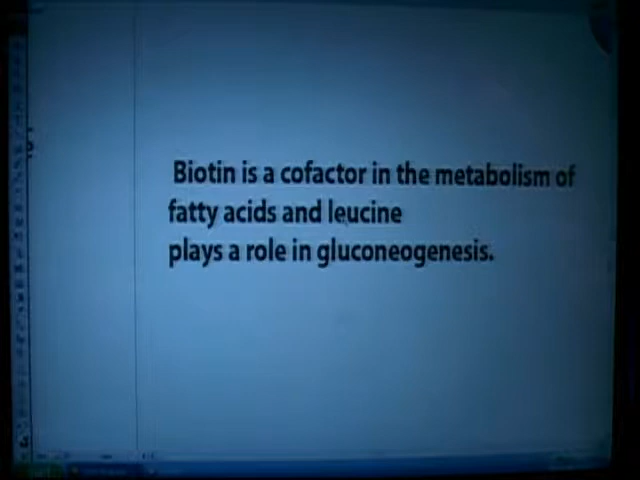 Biotin is a cofactor in the metabolism of
fatty acids and leucine
plays a role in gluconeogenesis.